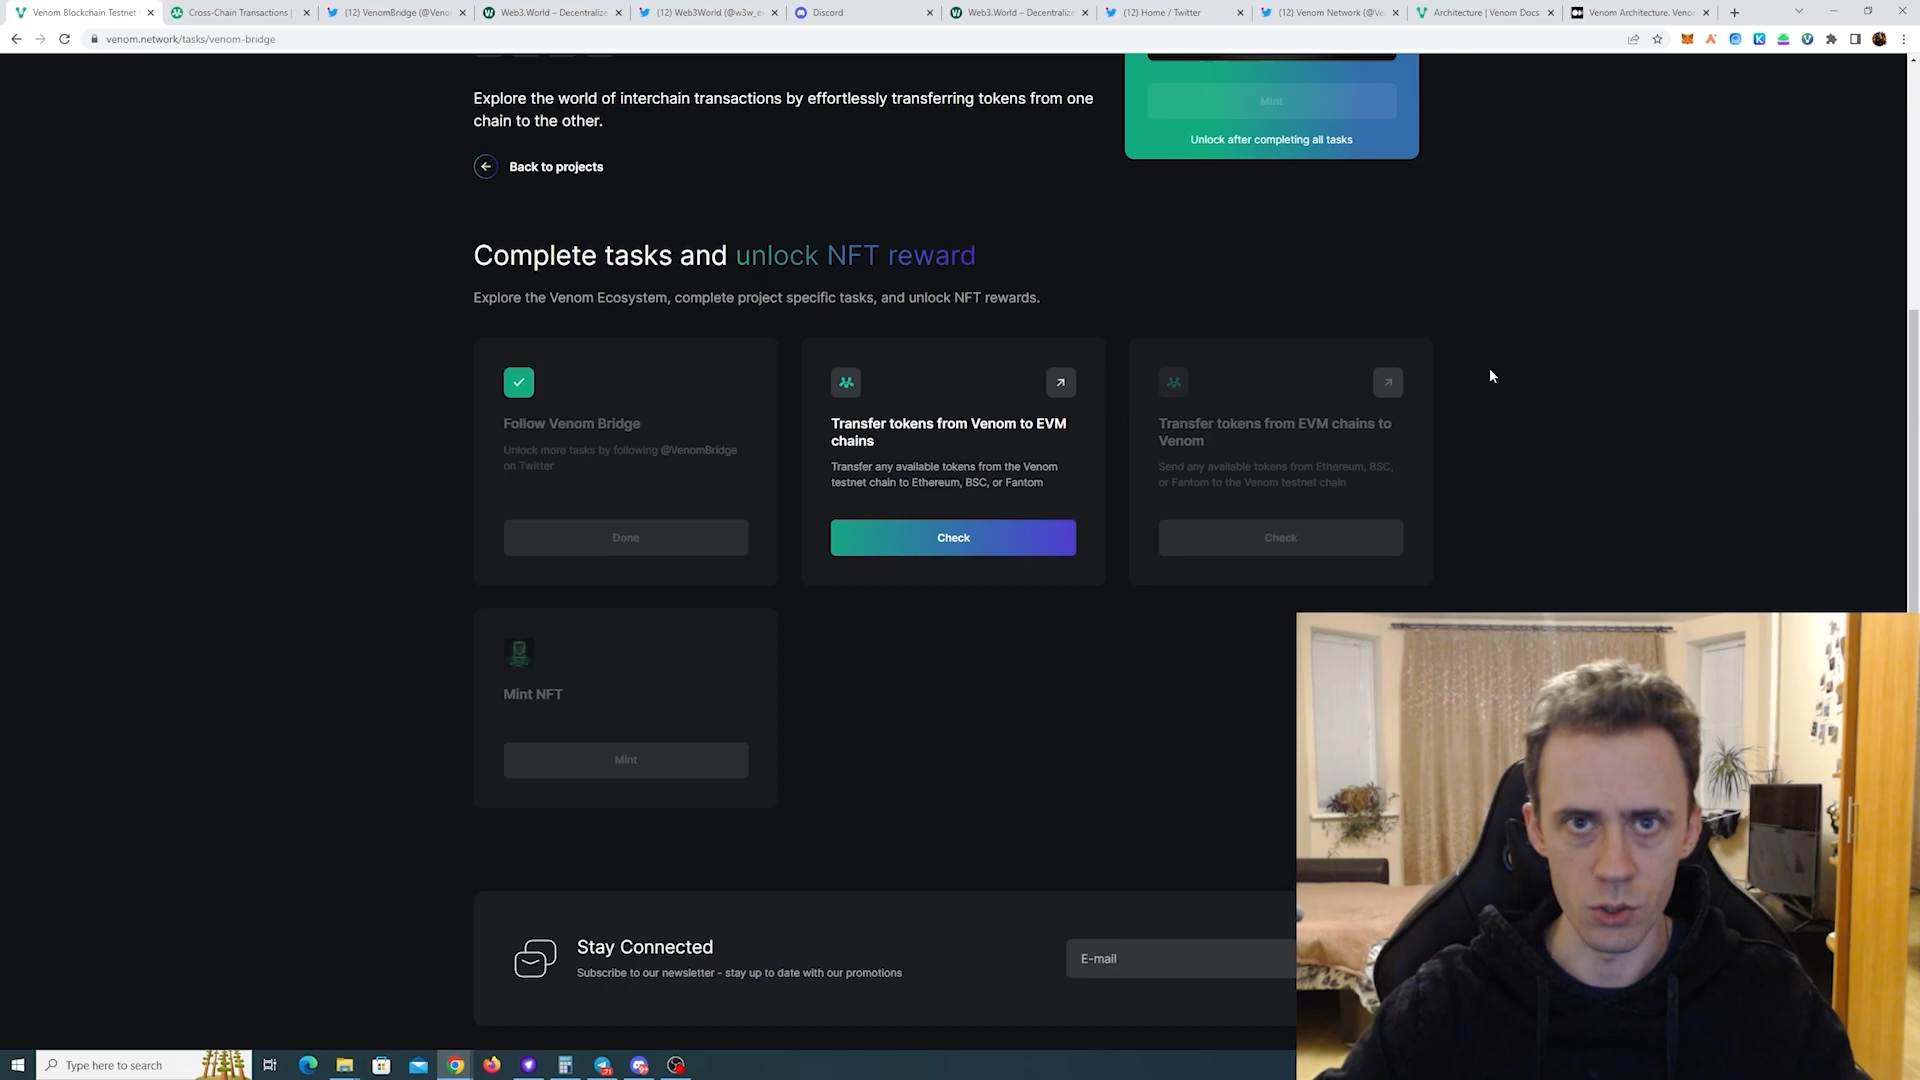 Venom Blockchain Testnet
Cross-Chain Transactions |
(12) VenomBridge (@Veno
Web3.World – Decentralize
(12) Web3World (@w3w_e
Discord
Web3.World – Decentralize
(12) Home / Twitter
(12) Venom Network (@Ve
Architecture | Venom Docs
Venom Architecture. Veno
venom.network/tasks/venom-bridge
Explore the world of interchain transactions by effortlessly transferring tokens from one
chain to the other.
Back to projects
Mint
Unlock after completing all tasks
Complete tasks and unlock NFT reward
Explore the Venom Ecosystem, complete project specific tasks, and unlock NFT rewards.
Follow Venom Bridge
Unlock more tasks by following @VenomBridge
on Twitter
Done
Transfer tokens from Venom to EVM
chains
Transfer any available tokens from the Venom
testnet chain to Ethereum, BSC, or Fantom
Check
Transfer tokens from EVM chains to
Venom
Send any available tokens from Ethereum, BSC,
or Fantom to the Venom testnet chain
Check
Mint NFT
Mint
Stay Connected
Subscribe to our newsletter - stay up to date with our promotions
E-mail
Type here to search